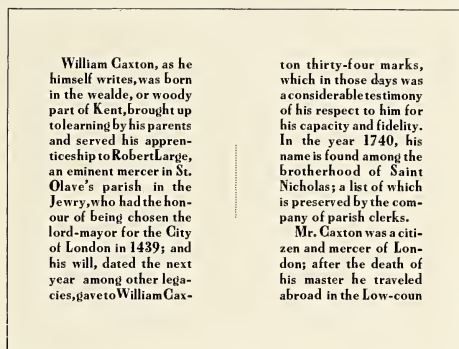 William Caxton, as he
himself writes, was born
in the wealde, or woody
part of Kent, brought up
to learning by his parents
and served his appren-
ticeship to Robert Large,
an eminent mercer in St.
Olave's parish in the
Jewry, who had the hon-
our of being chosen the
lord-mayor for the City
of London in 1439; and
his will, dated the next
year among other lega-
cies, gave to William Cax-
ton thirty-four marks,
which in those days was
a considerable testimony
of his respect to him for
his capacity and fidelity.
In the year 1740, his
name is found among the
brotherhood of Saint
Nicholas; a list of which
is preserved by the com-
pany of parish clerks.
Mr. Caxton was a citi-
zen and mercer of Lon-
don; after the death of
his master he traveled
abroad in the Low-coun